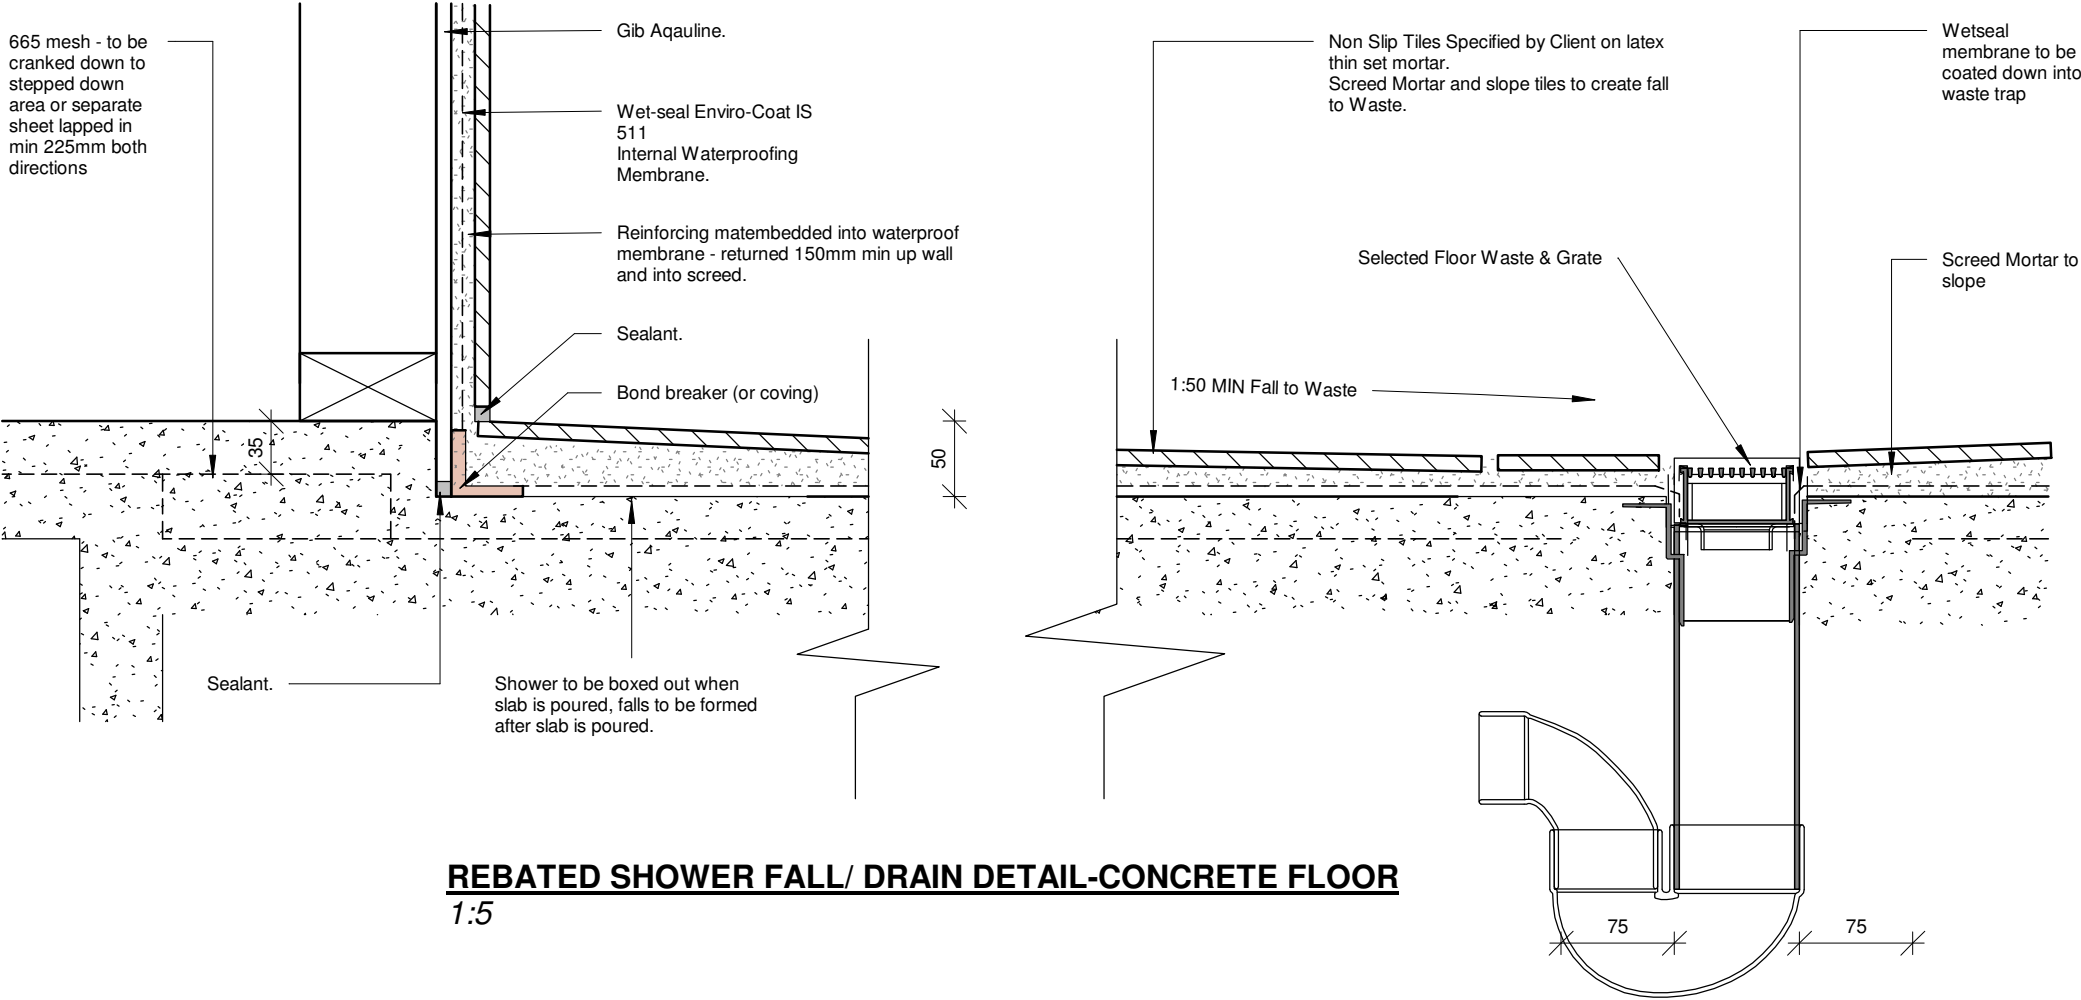 665 mesh - to be
cranked down to
stepped down
area or separate
sheet lapped in
min 225mm both
directions
Gib Aqauline.
Wet-seal Enviro-Coat IS
511
Internal Waterproofing
Membrane.
Reinforcing matembedded into waterproof
membrane - returned 150mm min up wall
and into screed.
Sealant.
Bond breaker (or coving)
35
50
Sealant.
Shower to be boxed out when
slab is poured, falls to be formed
after slab is poured.
Non Slip Tiles Specified by Client on latex
thin set mortar.
Screed Mortar and slope tiles to create fall
to Waste.
Wetseal
membrane to be
coated down into
waste trap
Selected Floor Waste & Grate
Screed Mortar to
slope
1:50 MIN Fall to Waste
75
75
REBATED SHOWER FALL/ DRAIN DETAIL-CONCRETE FLOOR
1:5